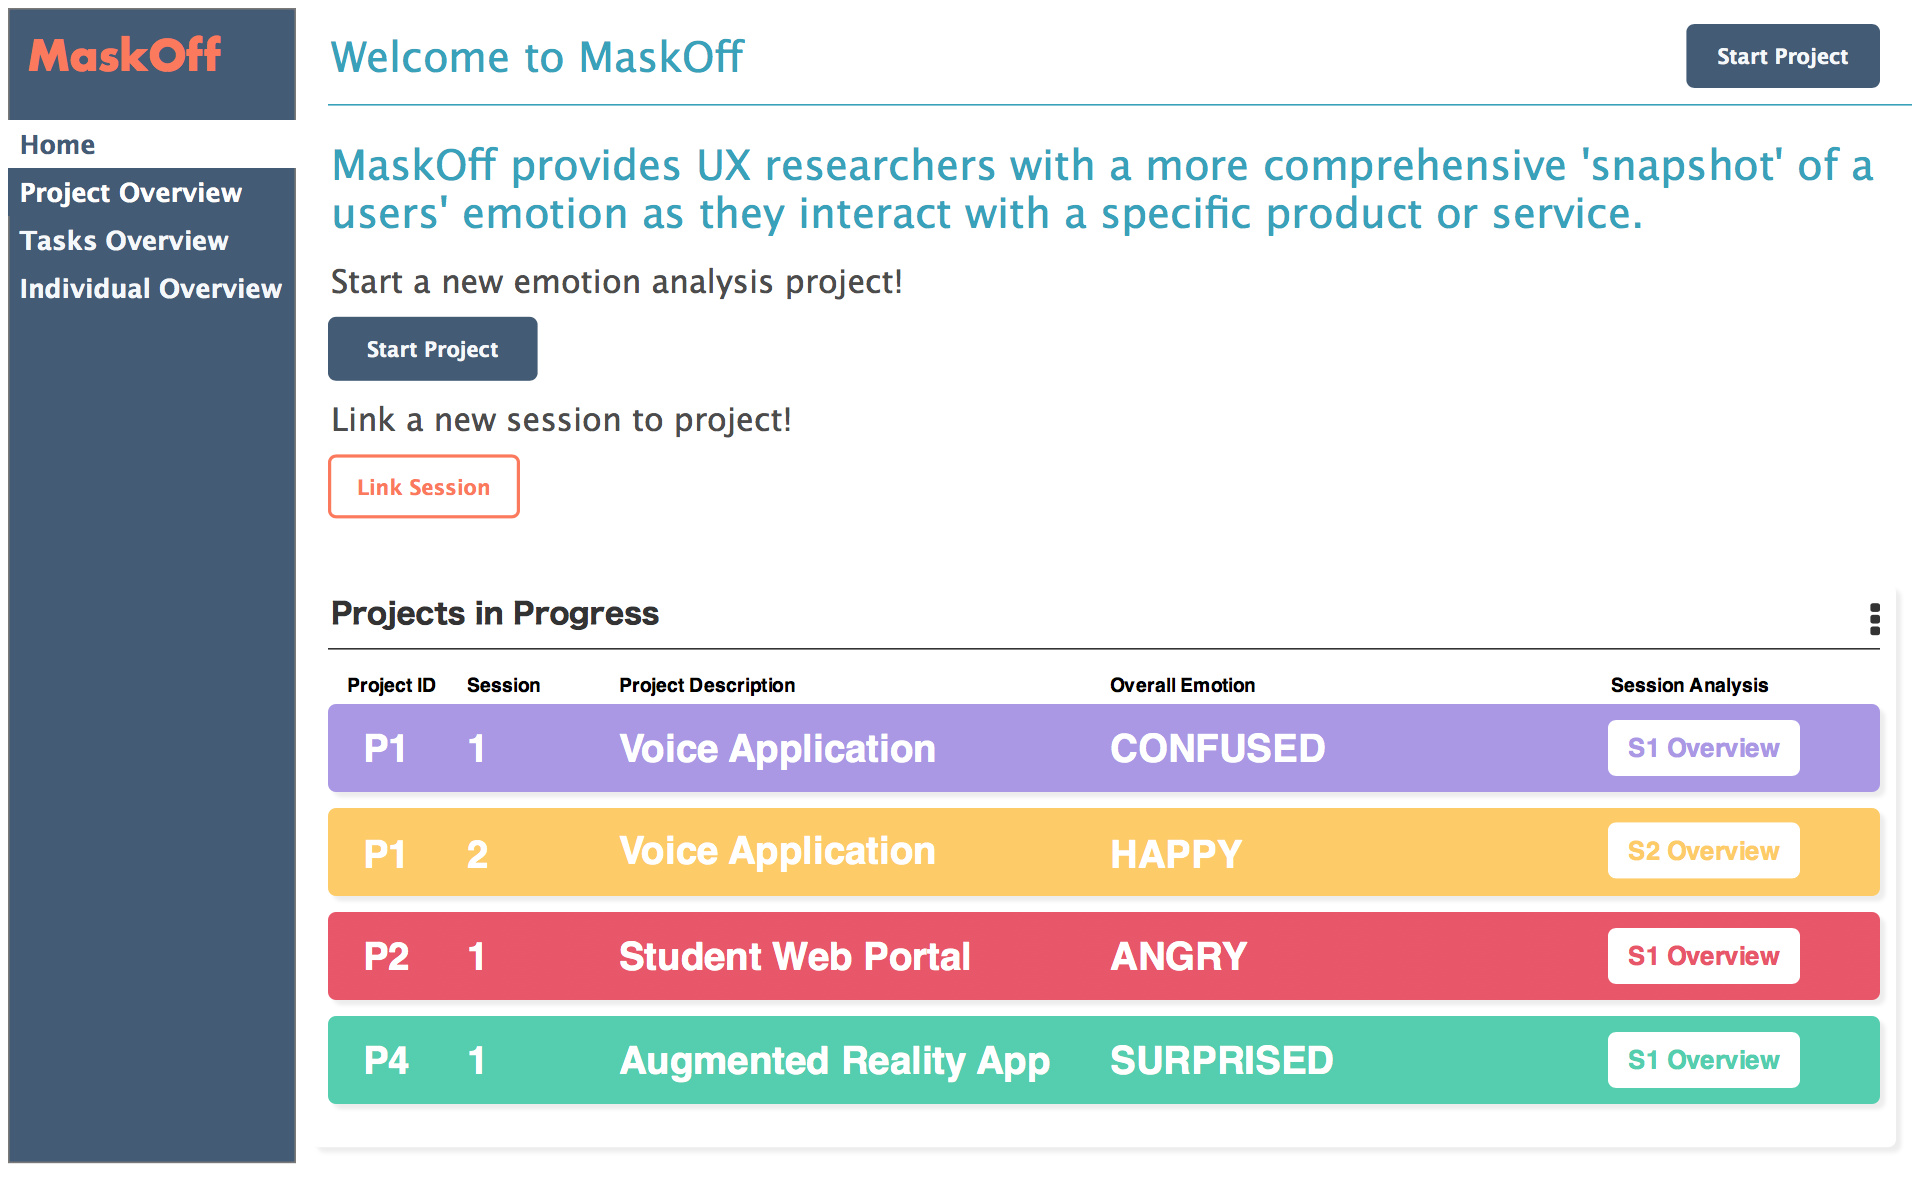 MaskOff
Home
Project Overview
Tasks Overview
Individual Overview
Welcome to MaskOff
Start Project
MaskOff provides UX researchers with a more comprehensive 'snapshot' of a
users' emotion as they interact with a specific product or service.
Start a new emotion analysis project!
Start Project
Link a new session to project!
Link Session
Projects in Progress
Project ID Session Project Description Overall Emotion Session Analysis
P1 1 Voice Application CONFUSED S1 Overview
P1 2 Voice Application HAPPY S2 Overview
P2 1 Student Web Portal ANGRY S1 Overview
P4 1 Augmented Reality App SURPRISED S1 Overview